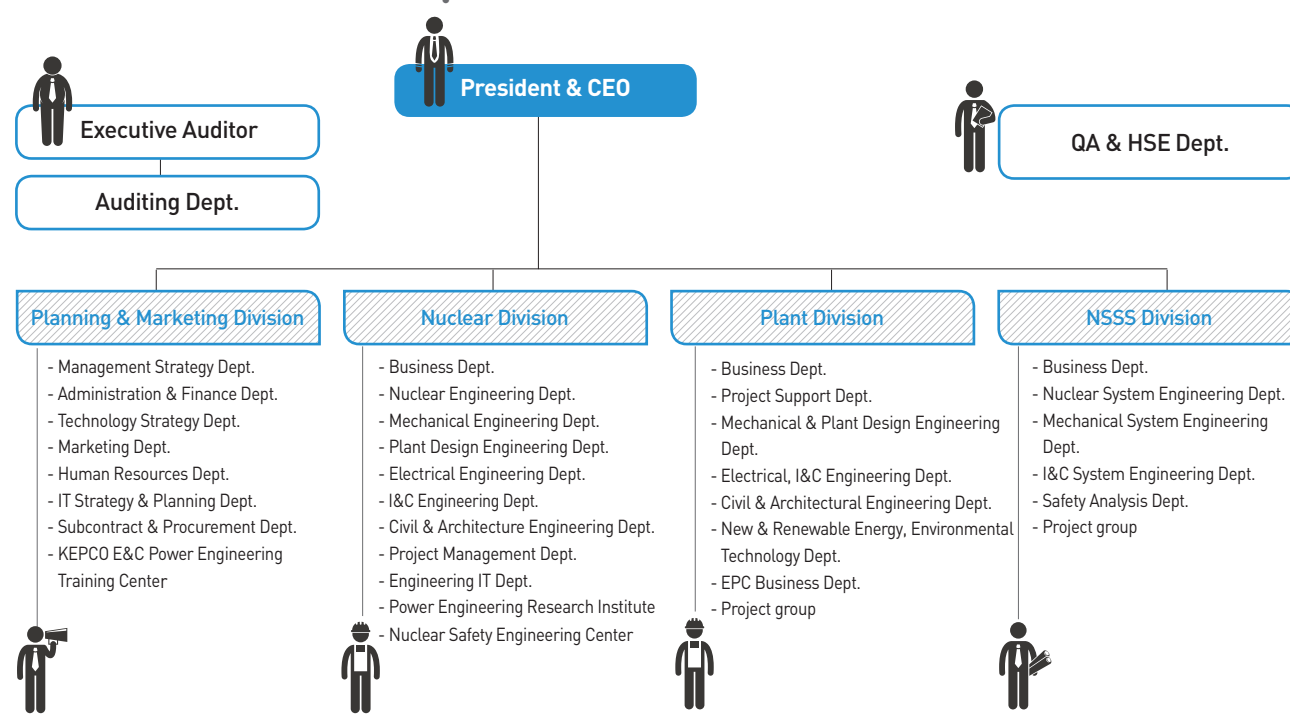 President & CEO
Executive Auditor
QA & HSE Dept.
Auditing Dept.
Planning & Marketing Division
- Management Strategy Dept.
- Administration & Finance Dept.
- Technology Strategy Dept.
- Marketing Dept.
- Human Resources Dept.
- IT Strategy & Planning Dept.
- Subcontract & Procurement Dept.
- KEPCO E&C Power Engineering
Training Center
Nuclear Division
- Business Dept.
- Nuclear Engineering Dept.
- Mechanical Engineering Dept.
- Plant Design Engineering Dept.
- Electrical Engineering Dept.
- I&C Engineering Dept.
- Civil & Architecture Engineering Dept.
- Project Management Dept.
- Engineering IT Dept.
- Power Engineering Research Institute
- Nuclear Safety Engineering Center
Plant Division
- Business Dept.
- Project Support Dept.
- Mechanical & Plant Design Engineering
Dept.
- Electrical, I&C Engineering Dept.
- Civil & Architectural Engineering Dept.
- New & Renewable Energy, Environmental
Technology Dept.
- EPC Business Dept.
- Project group
NSSS Division
- Business Dept.
- Nuclear System Engineering Dept.
- Mechanical System Engineering
Dept.
- I&C System Engineering Dept.
- Safety Analysis Dept.
- Project group